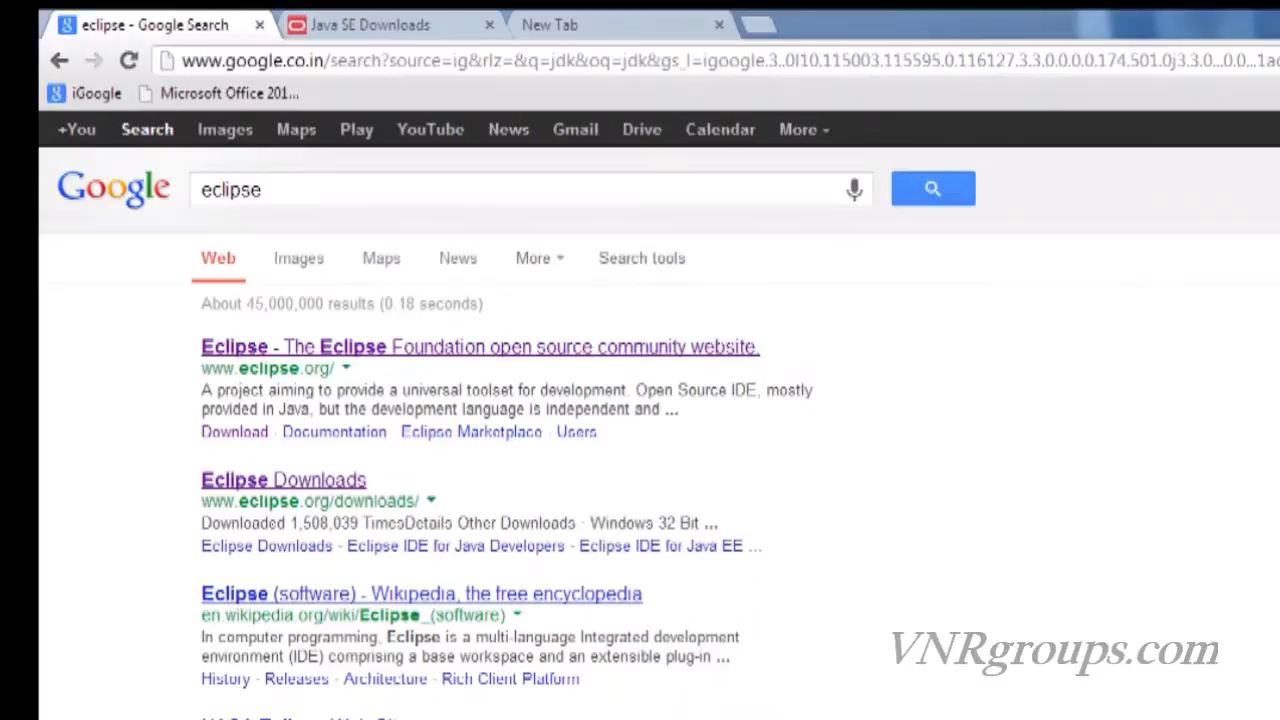 eclipse - Google Search
Java SE Downloads
New Tab
www.google.co.in/search?source=ig&rlz=&q=jdk&oq=jdk&gs_l=igoogle.3..0l10.115003.115595.0.116127.3.3.0.0.0.0.174.501.0j3.3.0...0.0...1ac
iGoogle
Microsoft Office 201...
+You Search Images Maps Play YouTube News Gmail Drive Calendar More
Google
eclipse
Web Images Maps News More Search tools
About 45,000,000 results (0.18 seconds)
Eclipse - The Eclipse Foundation open source community website.
www.eclipse.org/
A project aiming to provide a universal toolset for development. Open Source IDE, mostly
provided in Java, but the development language is independent and ...
Download - Documentation - Eclipse Marketplace - Users
Eclipse Downloads
www.eclipse.org/downloads/
Downloaded 1,508,039 TimesDetails Other Downloads · Windows 32 Bit ...
Eclipse Downloads - Eclipse IDE for Java Developers - Eclipse IDE for Java EE ...
Eclipse (software) - Wikipedia, the free encyclopedia
en.wikipedia.org/wiki/Eclipse_(software)
In computer programming, Eclipse is a multi-language Integrated development
environment (IDE) comprising a base workspace and an extensible plug-in ...
History - Releases - Architecture - Rich Client Platform
VNRgroups.com